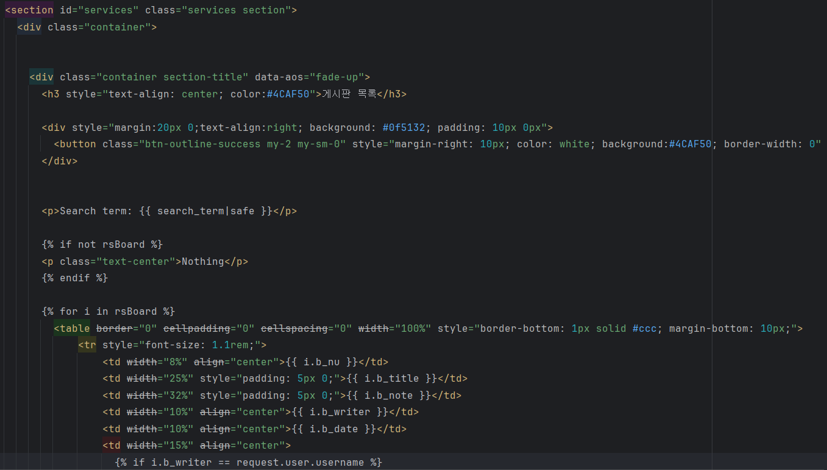 <section id="services" class="services section">
<div class="container">
<div class="container section-title" data-aos="fade-up">
<h3 style="text-align: center; color:#4CAF50">게시판 목록</h3>
<div style="margin:20px 0;text-align:right; background: #0f5132; padding: 10px 0px">
<button class="btn-outline-success my-2 my-sm-0" style="margin-right: 10px; color: white; background:#4CAF50; border-width: 0"
</div>
<p>Search term: {{ search_term|safe }}</p>
{% if not rsBoard %}
<p class="text-center">Nothing</p>
{% endif %}
{% for i in rsBoard %}
<table border="0" cellpadding="0" cellspacing="0" width="100%" style="border-bottom: 1px solid #ccc; margin-bottom: 10px;">
<tr style="font-size: 1.1rem;">
<td width="8%" align="center">{{ i.b_nu }}</td>
<td width="25%" style="padding: 5px 0;">{{ i.b_title }}</td>
<td width="32%" style="padding: 5px 0;">{{ i.b_note }}</td>
<td width="10%" align="center">{{ i.b_writer }}</td>
<td width="10%" align="center">{{ i.b_date }}</td>
<td width="15%" align="center">
{% if i.b_writer == request.user.username %}